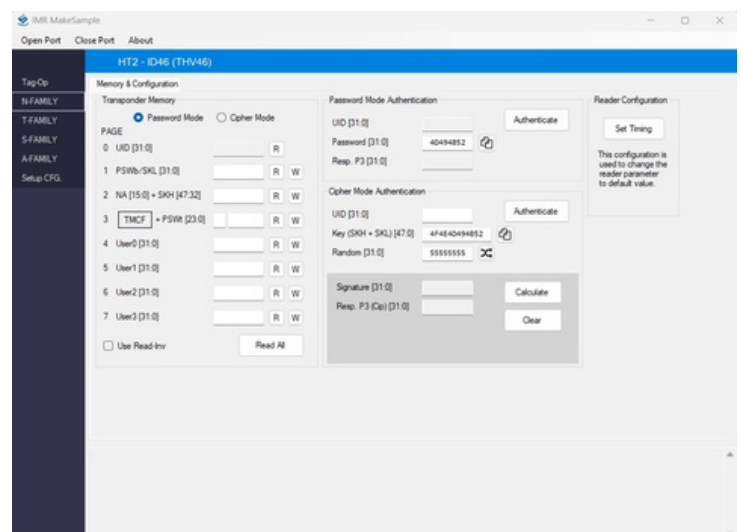 IMR MakeSample
Open Port Close Port About
HT2 - ID46 (THV46)
Tag-Op
N-FAMILY
T-FAMILY
S-FAMILY
A-FAMILY
Setup CFG.
Memory & Configuration
Transponder Memory
Password Mode Cipher Mode
PAGE
0 UID [31:0] R
1 PSWb/SKL [31:0] R W
2 NA [15:0] + SKH [47:32] R W
3 TMCF + PSWt [23:0] R W
4 User0 [31:0] R W
5 User1 [31:0] R W
6 User2 [31:0] R W
7 User3 [31:0] R W
Use Read-Inv Read All
Password Mode Authentication
UID [31:0] Authenticate
Password [31:0] 4D494852
Resp. P3 [31:0]
Cipher Mode Authentication
UID [31:0] Authenticate
Key (SKH + SKL) [47:0] 4F4E4D494852
Random [31:0] 55555555
Signature [31:0] Calculate
Resp. P3 (Cip) [31:0]
Clear
Reader Configuration
Set Timing
This configuration is
used to change the
reader parameter
to default value.